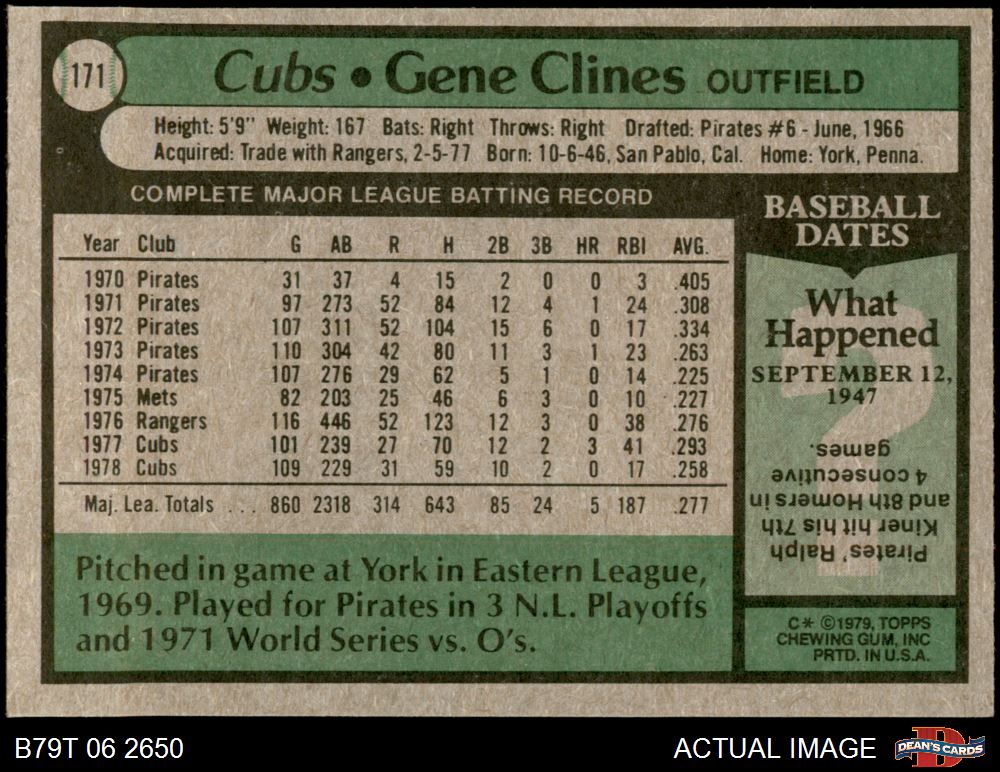 171
Cubs • Gene Clines OUTFIELD
Height: 5'9" Weight: 167 Bats: Right Throws: Right Drafted: Pirates #6 - June, 1966
Acquired: Trade with Rangers, 2-5-77 Born: 10-6-46, San Pablo, Cal. Home: York, Penna.
COMPLETE MAJOR LEAGUE BATTING RECORD
Year Club G AB R H 2B 3B HR RBI AVG.
1970 Pirates 31 37 4 15 2 0 0 3 .405
1971 Pirates 97 273 52 84 12 4 1 24 .308
1972 Pirates 107 311 52 104 15 6 0 17 .334
1973 Pirates 110 304 42 80 11 3 1 23 .263
1974 Pirates 107 276 29 62 5 1 0 14 .225
1975 Mets 82 203 25 46 6 3 0 10 .227
1976 Rangers 116 446 52 123 12 3 0 38 .276
1977 Cubs 101 239 27 70 12 2 3 41 .293
1978 Cubs 109 229 31 59 10 2 0 17 .258
Maj. Lea. Totals . . . 860 2318 314 643 85 24 5 187 .277
Pitched in game at York in Eastern League,
1969. Played for Pirates in 3 N.L. Playoffs
and 1971 World Series vs. O's.
BASEBALL
DATES
What
Happened
SEPTEMBER 12,
1947
Pirates' Ralph
Kiner hit his 7th
and 8th Homers in
4 consecutive
games.
C* ©1979, TOPPS
CHEWING GUM, INC
PRTD. IN U.S.A.
B79T 06 2650
ACTUAL IMAGE
DEAN'S CARDS